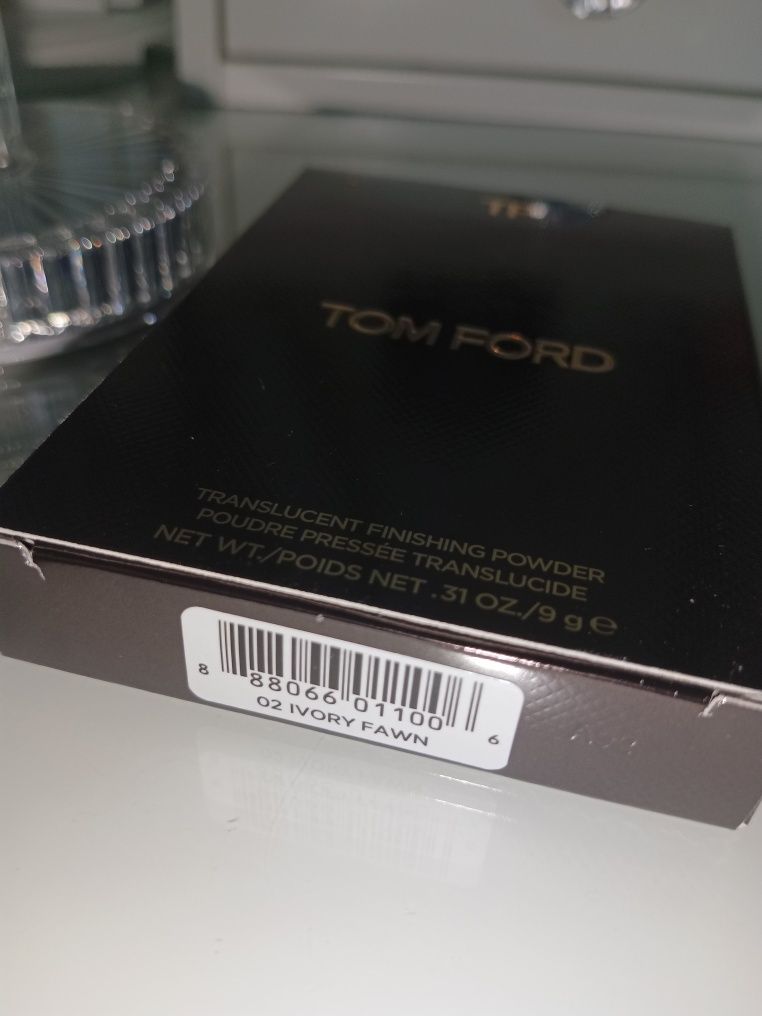 TF
TOM FORD
TRANSLUCENT FINISHING POWDER
POUDRE PRESSÉE TRANSLUCIDE
NET WT./POIDS NET .31 OZ./9 g ℮
8 88066 01100 6
02 IVORY FAWN